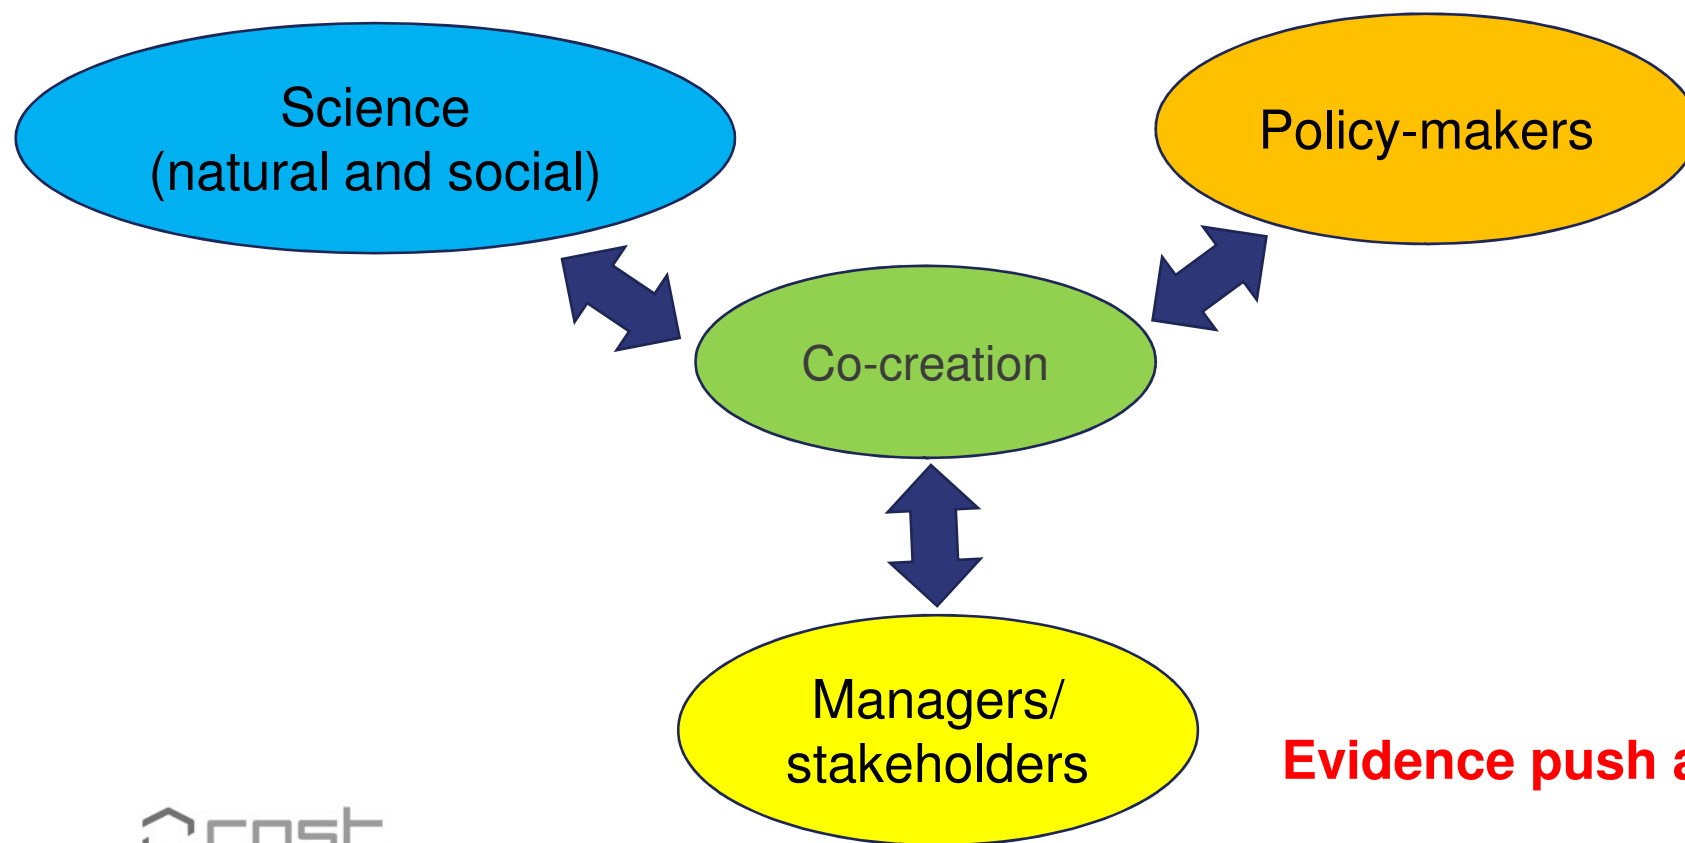 Science
(natural and social)
Policy-makers
Co-creation
Managers/
stakeholders
Evidence push